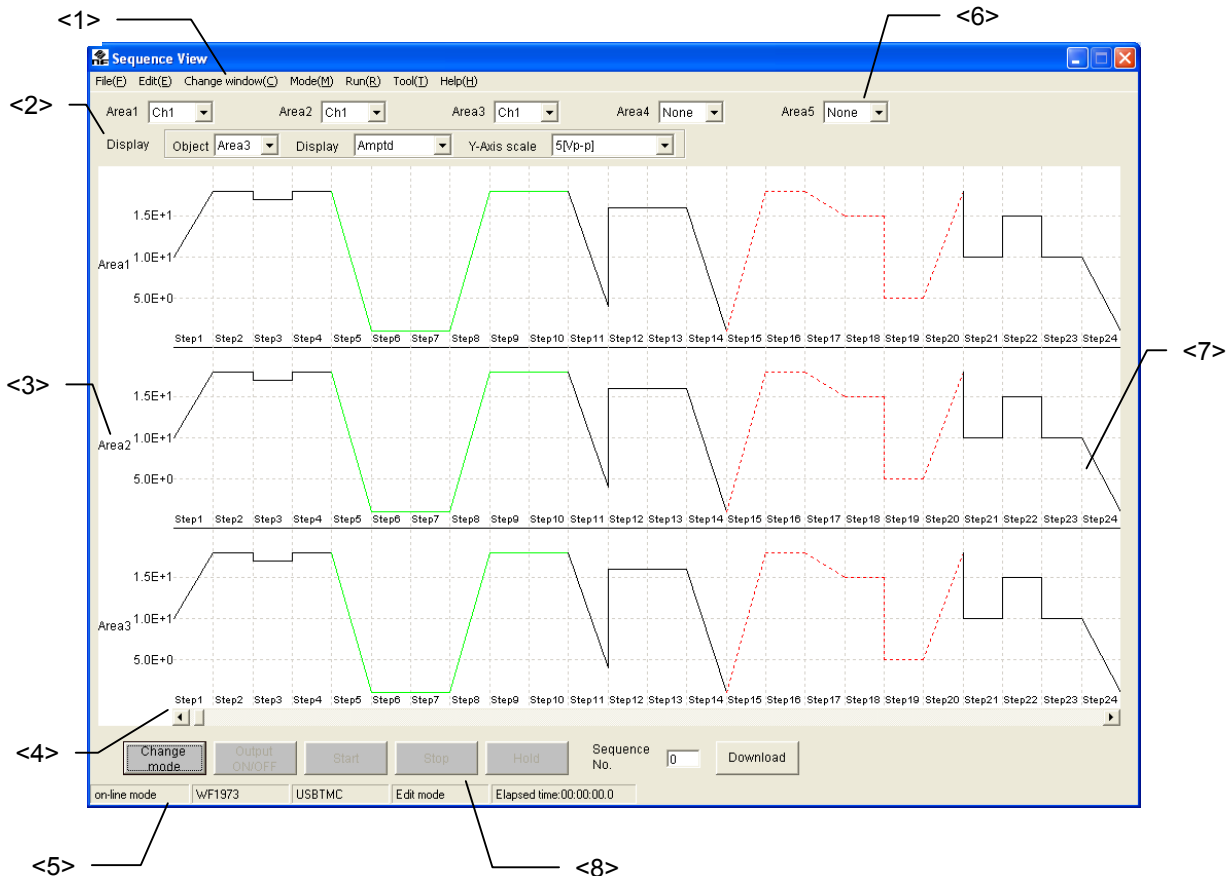 <1>
<6>
Sequence View
File(F) Edit(E) Change window(C) Mode(M) Run(R) Tool(T) Help(H)
<2>
Area1 Ch1 Area2 Ch1 Area3 Ch1 Area4 None Area5 None
Display Object Area3 Display Amptd Y-Axis scale 5[Vp-p]
1.5E+1
Area1 1.0E+1
5.0E+0
Step1 Step2 Step3 Step4 Step5 Step6 Step7 Step8 Step9 Step10 Step11 Step12 Step13 Step14 Step15 Step16 Step17 Step18 Step19 Step20 Step21 Step22 Step23 Step24
<7>
<3>
1.5E+1
Area2 1.0E+1
5.0E+0
Step1 Step2 Step3 Step4 Step5 Step6 Step7 Step8 Step9 Step10 Step11 Step12 Step13 Step14 Step15 Step16 Step17 Step18 Step19 Step20 Step21 Step22 Step23 Step24
1.5E+1
Area3 1.0E+1
5.0E+0
Step1 Step2 Step3 Step4 Step5 Step6 Step7 Step8 Step9 Step10 Step11 Step12 Step13 Step14 Step15 Step16 Step17 Step18 Step19 Step20 Step21 Step22 Step23 Step24
<4>
Change mode
Output ON/OFF
Start
Stop
Hold
Sequence No. 0
Download
on-line mode WF1973 USBTMC Edit mode Elapsed time:00:00:00.0
<5>
<8>